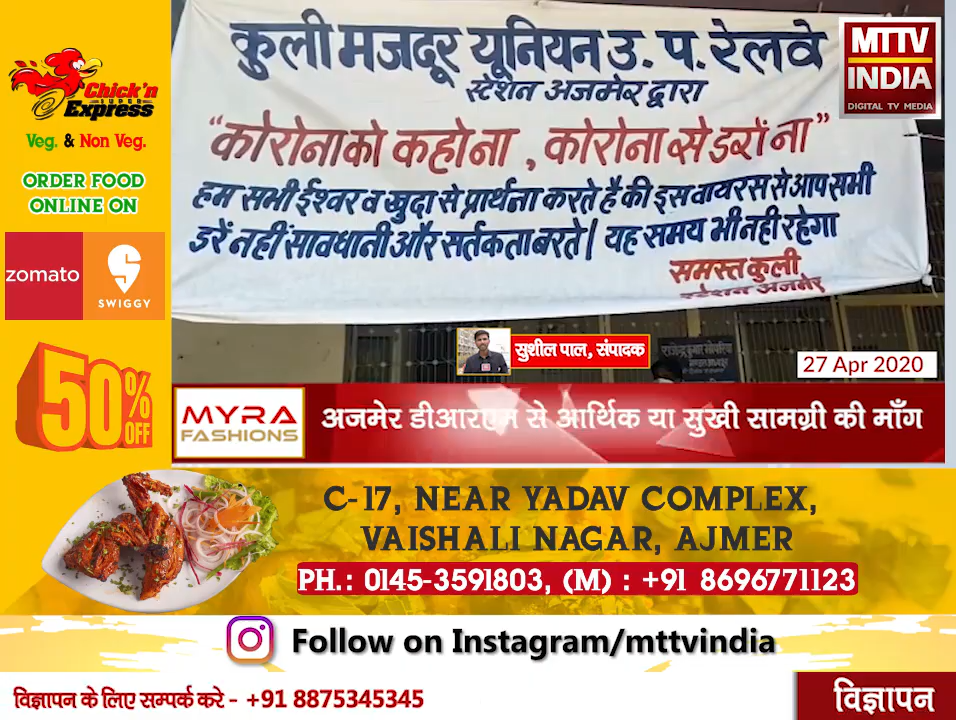 कुली मजदूर यूनियन उ. प. रेलवे
स्टेशन अजमेर द्वारा
"कोरोना को कहो ना , कोरोना से डरो ना"
हम सभी ईश्वर व खुदा से प्रार्थना करते है की इस वायरस से आप सभी
डरें नहीं सावधानी और सर्तकता बरते | यह समय भी नही रहेगा
समस्त कुली
स्टेशन अजमेर
MTTV
INDIA
DIGITAL TV MEDIA
Chick'n
SUPER
Express
Veg. & Non Veg.
ORDER FOOD
ONLINE ON
zomato
SWIGGY
50% OFF
सुशील पाल, संपादक
27 Apr 2020
MYRA
FASHIONS
अजमेर डीआरएम से आर्थिक या सुखी सामग्री की माँग
C-17, NEAR YADAV COMPLEX,
VAISHALI NAGAR, AJMER
PH.: 0145-3591803, (M) : +91 8696771123
Follow on Instagram/mttvindia
विज्ञापन के लिए सम्पर्क करे - +91 8875345345
विज्ञापन